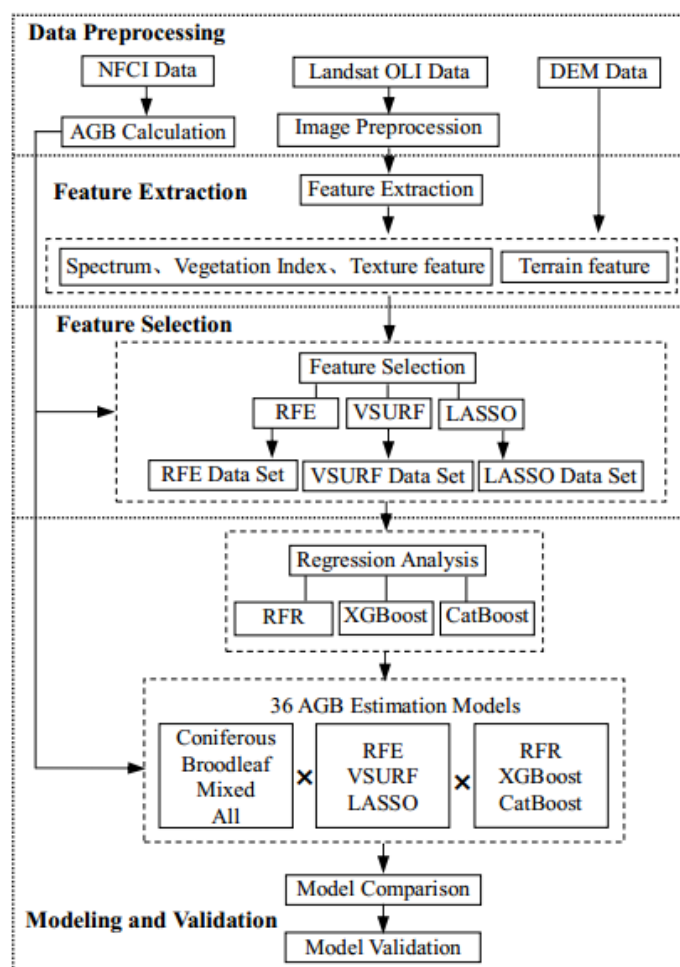 Data Preprocessing
NFCI Data
Landsat OLI Data
DEM Data
AGB Calculation
Image Preprocession
Feature Extraction
Feature Extraction
Spectrum、Vegetation Index、Texture feature
Terrain feature
Feature Selection
Feature Selection
RFE
VSURF
LASSO
RFE Data Set
VSURF Data Set
LASSO Data Set
Regression Analysis
RFR
XGBoost
CatBoost
36 AGB Estimation Models
Coniferous
Broodleaf
Mixed
All
×
RFE
VSURF
LASSO
×
RFR
XGBoost
CatBoost
Model Comparison
Modeling and Validation
Model Validation